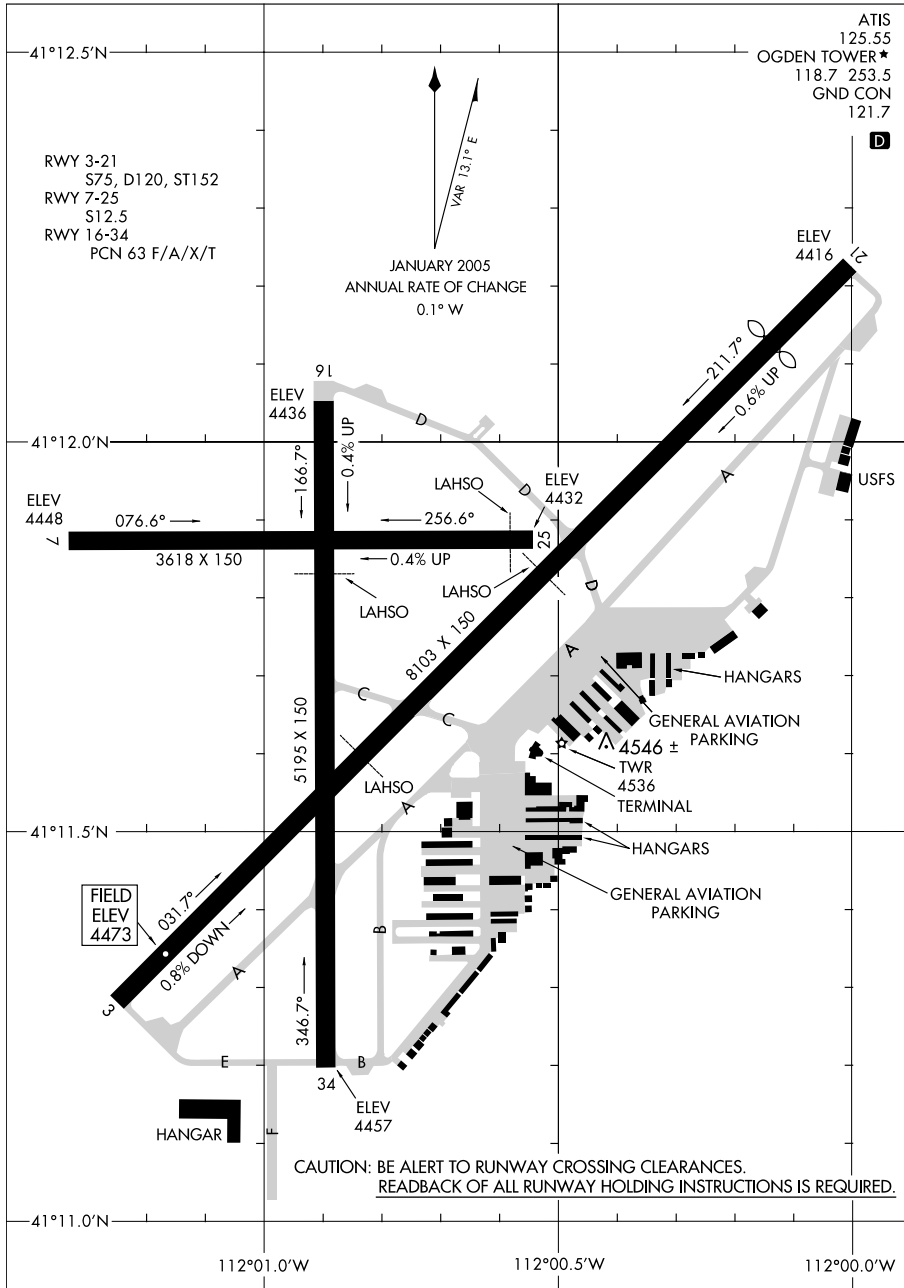 ATIS
125.55
OGDEN TOWER★
118.7 253.5
GND CON
121.7
D
41°12.5'N
VAR 13.1° E
JANUARY 2005
ANNUAL RATE OF CHANGE
0.1° W
RWY 3-21
S75, D120, ST152
RWY 7-25
S12.5
RWY 16-34
PCN 63 F/A/X/T
ELEV
4416
21
211.7°
0.6% UP
16
ELEV
4436
166.7°
0.4% UP
D
41°12.0'N
LAHSO
ELEV
4432
D
A
USFS
ELEV
4448
7
076.6°
256.6°
25
3618 X 150
0.4% UP
LAHSO
LAHSO
D
8103 X 150
A
HANGARS
C
C
GENERAL AVIATION
PARKING
5195 X 150
4546 ±
TWR
4536
TERMINAL
LAHSO
A
41°11.5'N
HANGARS
GENERAL AVIATION
PARKING
FIELD
ELEV
4473
031.7°
0.8% DOWN
A
B
3
346.7°
E
B
34
ELEV
4457
HANGAR
F
CAUTION: BE ALERT TO RUNWAY CROSSING CLEARANCES.
READBACK OF ALL RUNWAY HOLDING INSTRUCTIONS IS REQUIRED.
41°11.0'N
112°01.0'W
112°00.5'W
112°00.0'W